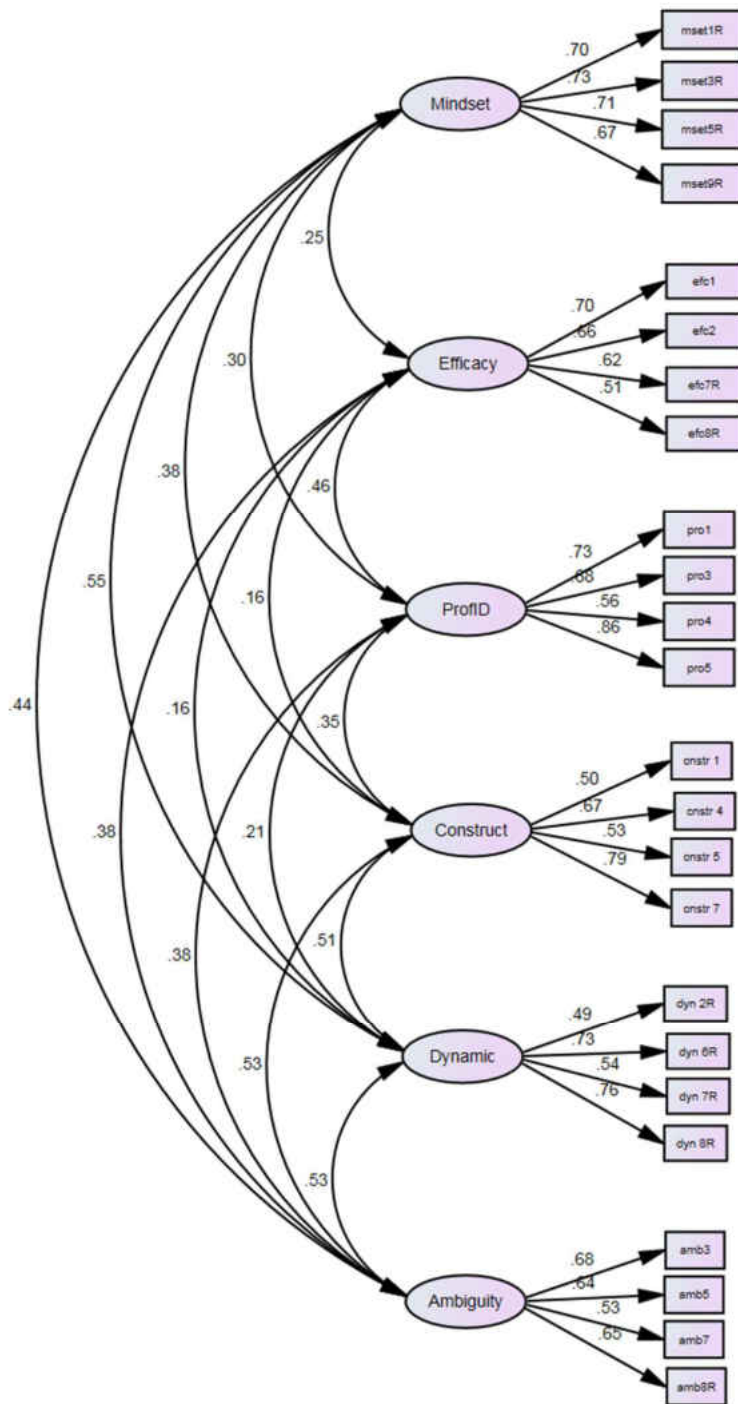 mset1R
.70
mset3R
.73
Mindset
.71
mset5R
.67
mset9R
.25
efc1
.70
efc2
.66
Efficacy
.62
efc7R
.51
efc8R
.30
.38
.46
pro1
.73
pro3
.68
.55
.16
ProfID
.56
pro4
.86
pro5
.44
.16
.35
onstr 1
.50
onstr 4
.67
.38
.21
Construct
.53
onstr 5
.79
onstr 7
.38
.51
dyn 2R
.49
dyn 6R
.73
.53
Dynamic
.54
dyn 7R
.76
dyn 8R
.53
amb3
.68
amb5
.64
Ambiguity
.53
amb7
.65
amb8R